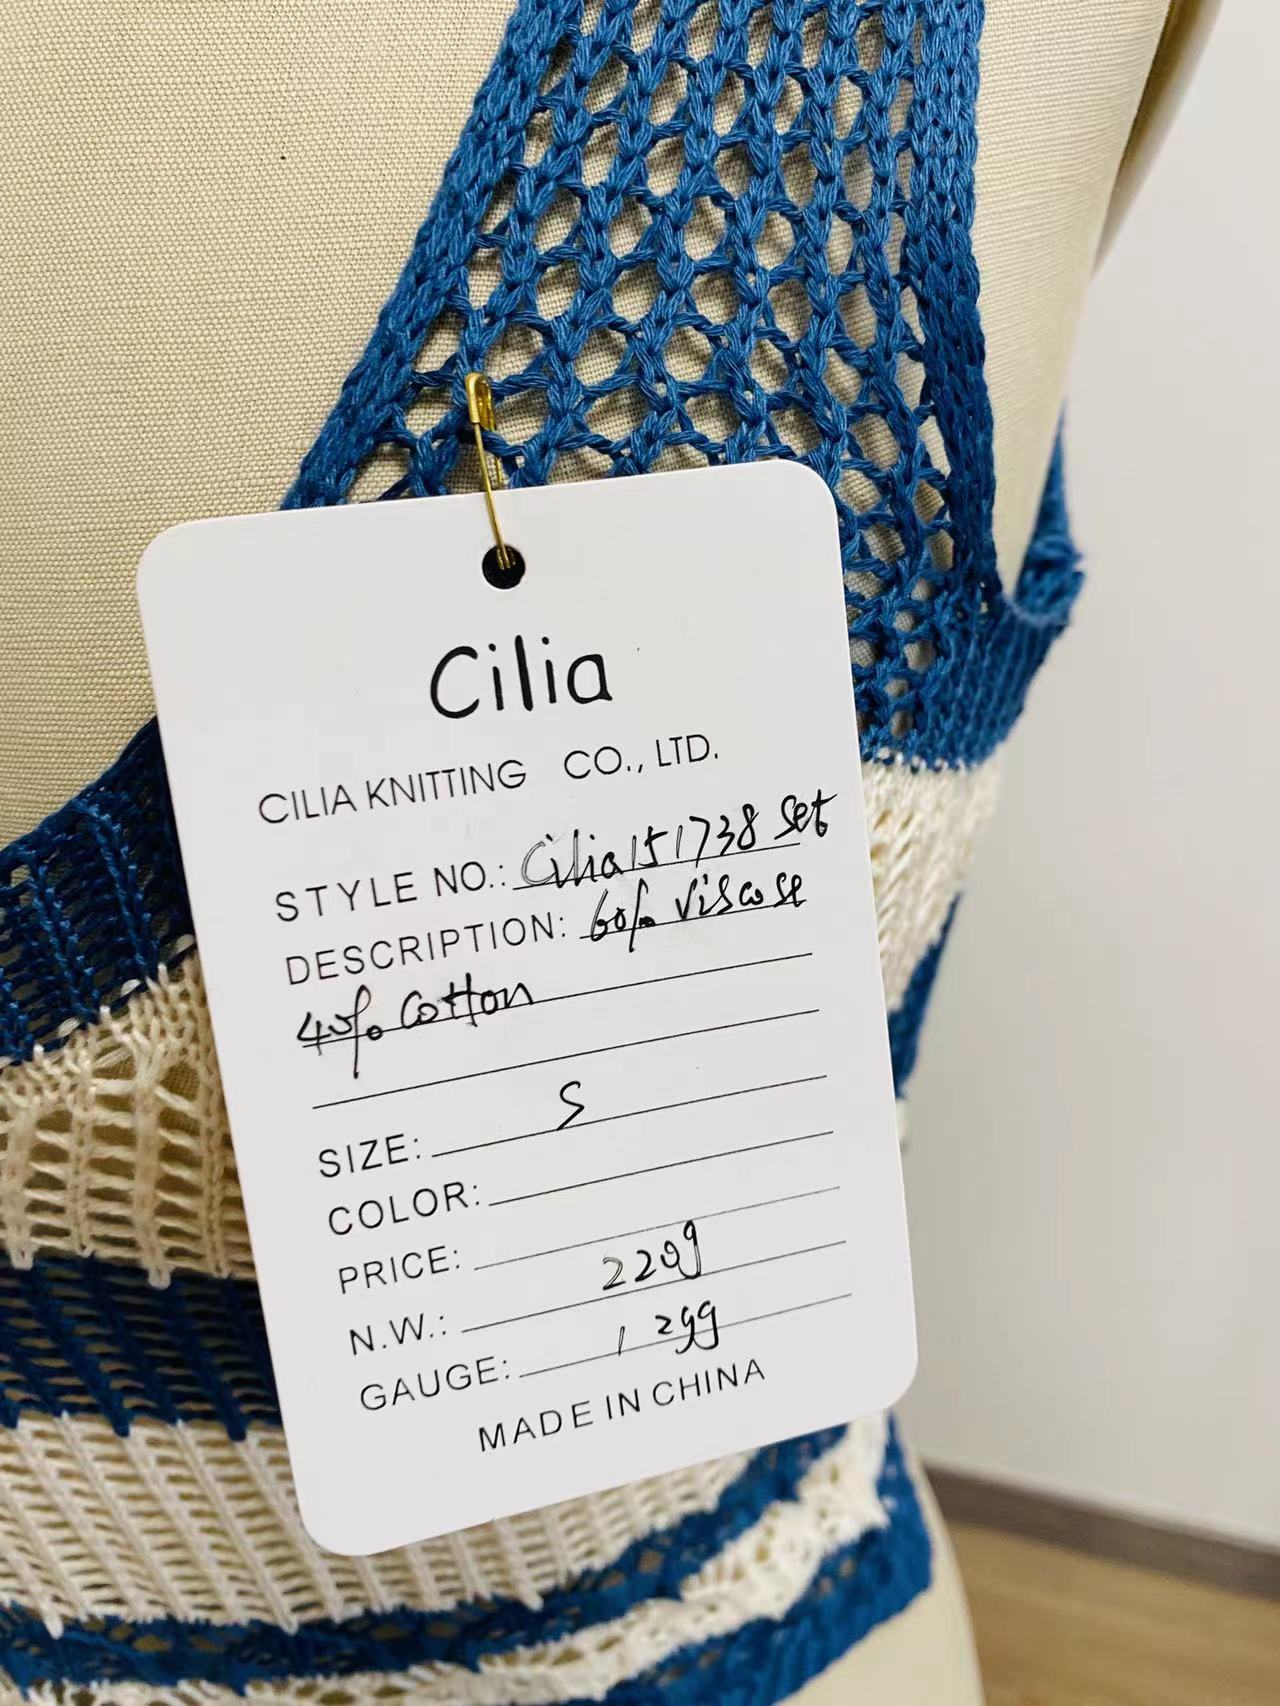 Cilia
CILIA KNITTING CO., LTD.
STYLE NO.: Cilia151738 set
DESCRIPTION: 60% viscose
40% cotton
SIZE: S
COLOR:
PRICE:
N.W.: 220g
GAUGE: 12gg
MADE IN CHINA